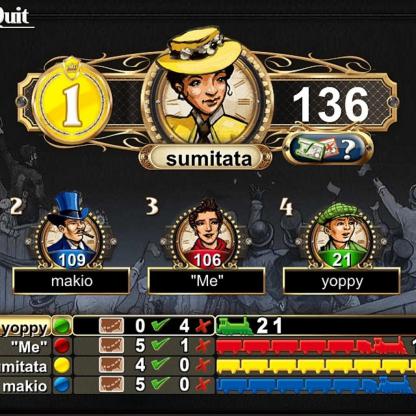 Quit
1
136
sumitata
?
2
3
4
109
106
21
makio
"Me"
yoppy
yoppy 0 4 21
"Me" 5 1
umitata 4 0
makio 5 0